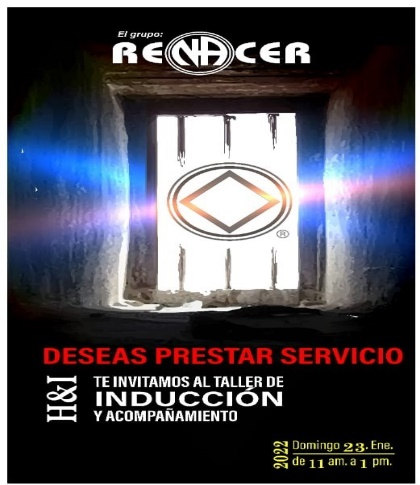 El grupo:
RENACER
®
DESEAS PRESTAR SERVICIO
H&I
TE INVITAMOS AL TALLER DE
INDUCCIÓN
Y ACOMPAÑAMIENTO
2022
Domingo 23. Ene.
de 11 am. a 1 pm.